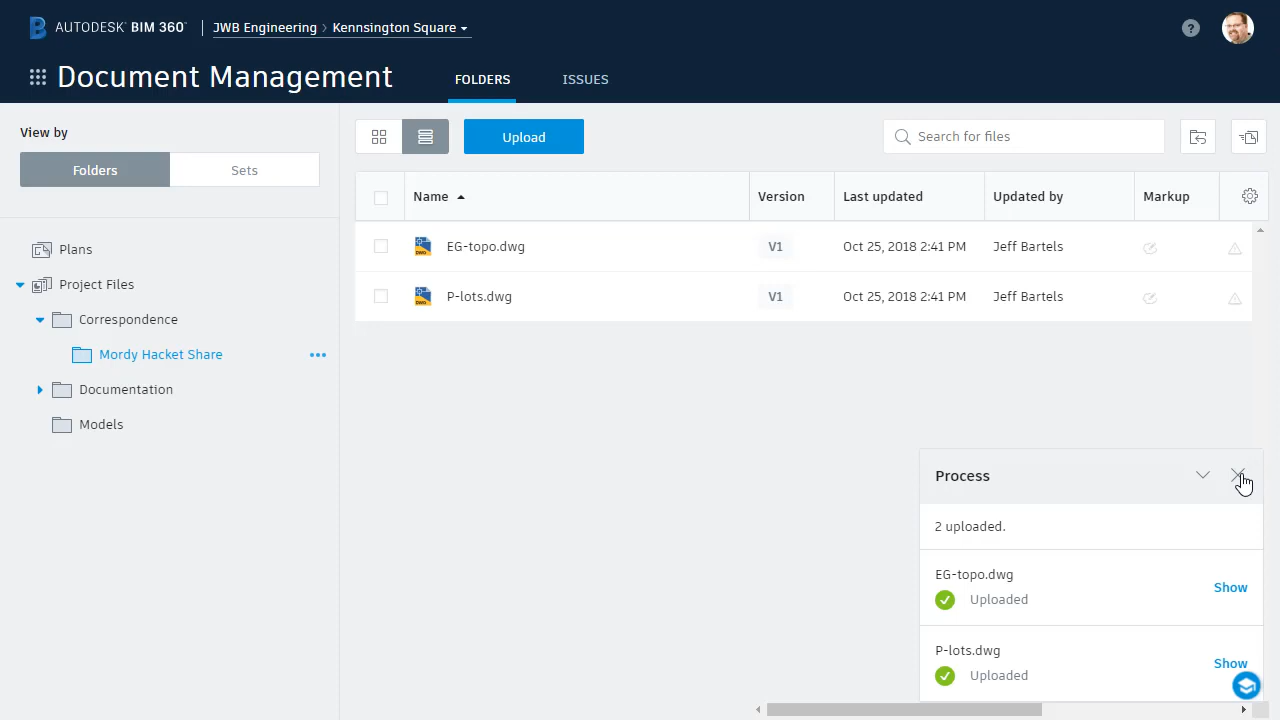 AUTODESK® BIM 360™ JWB Engineering > Kennsington Square
Document Management FOLDERS ISSUES
View by
Folders Sets
Plans
Project Files
Correspondence
Mordy Hacket Share
Documentation
Models
Upload Search for files
Name Version Last updated Updated by Markup
EG-topo.dwg V1 Oct 25, 2018 2:41 PM Jeff Bartels
P-lots.dwg V1 Oct 25, 2018 2:41 PM Jeff Bartels
Process
2 uploaded.
EG-topo.dwg
Uploaded Show
P-lots.dwg
Uploaded Show